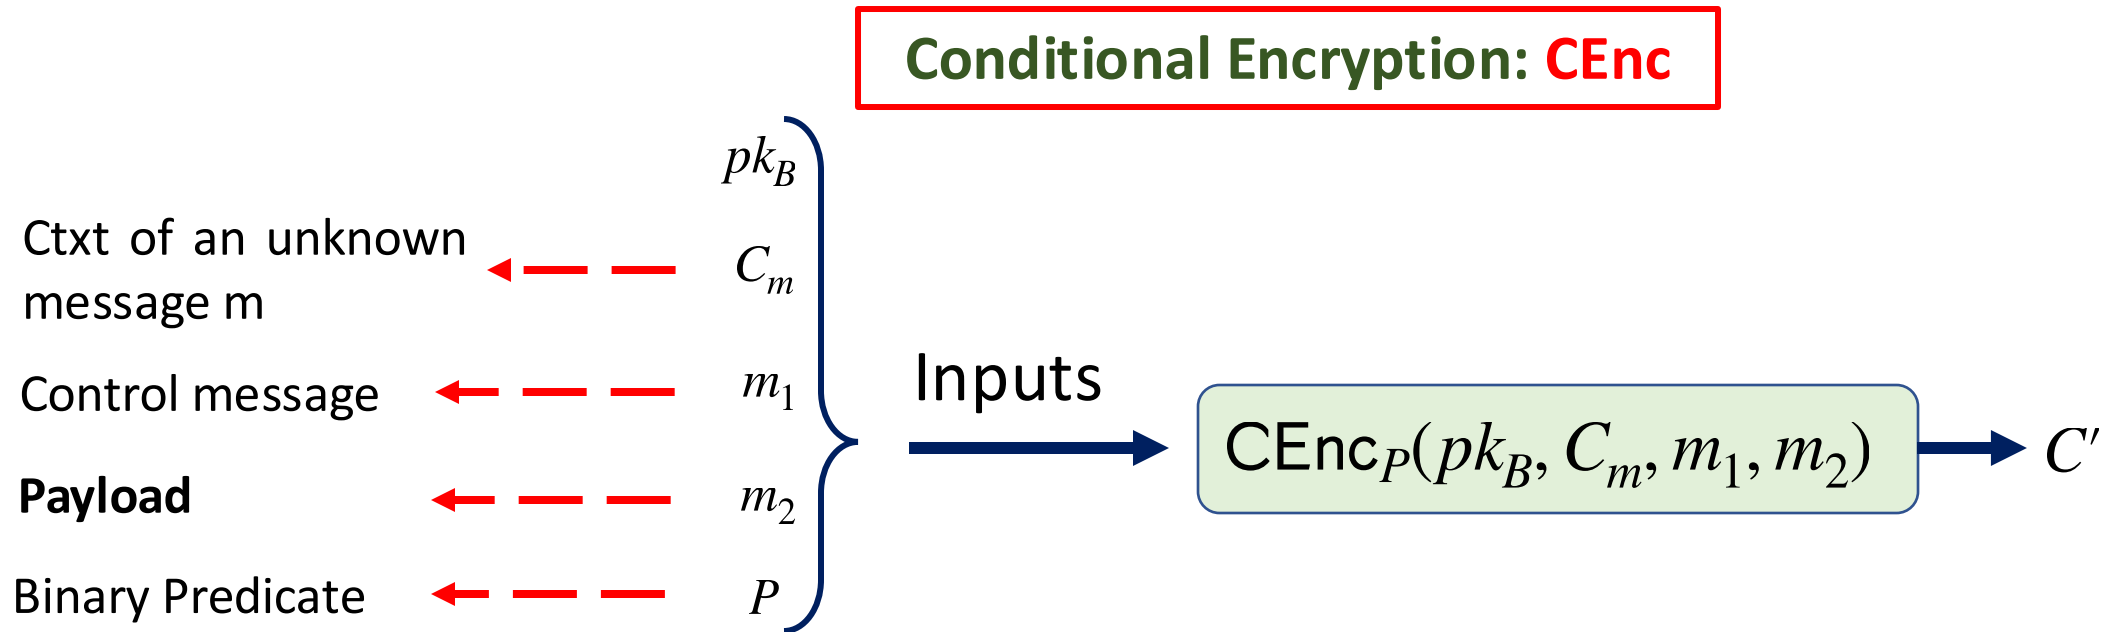 Conditional Encryption: CEnc
pk_B
Ctxt of an unknown
message m
C_m
Control message
m_1
Payload
m_2
Binary Predicate
P
Inputs
CEnc_P(pk_B, C_m, m_1, m_2)
C′